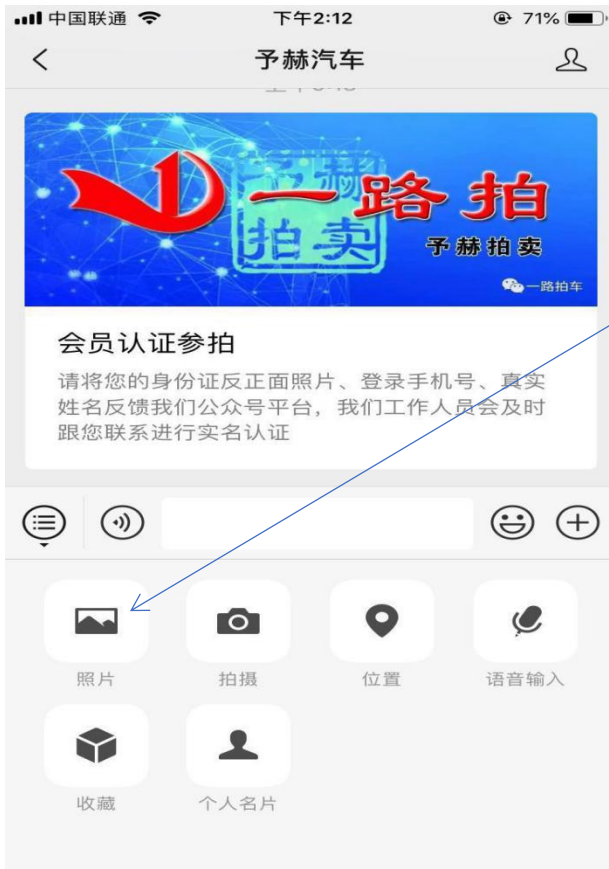 中国联通
下午2:12
71%
予赫汽车
一路拍
予赫
拍卖
予赫拍卖
一路拍车
会员认证参拍
请将您的身份证反正面照片、登录手机号、真实
姓名反馈我们公众号平台，我们工作人员会及时
跟您联系进行实名认证
照片
拍摄
位置
语音输入
收藏
个人名片